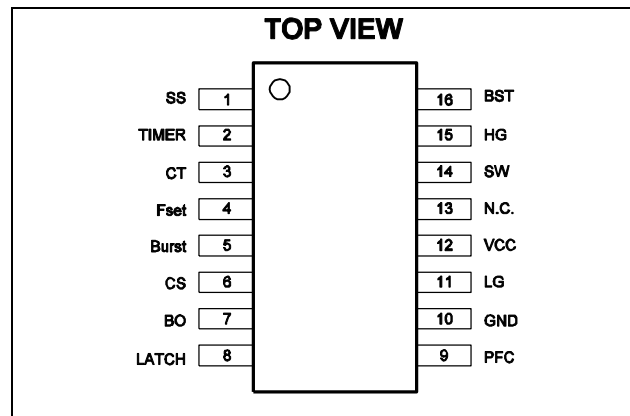 TOP VIEW
SS 1 16 BST
TIMER 2 15 HG
CT 3 14 SW
Fset 4 13 N.C.
Burst 5 12 VCC
CS 6 11 LG
BO 7 10 GND
LATCH 8 9 PFC